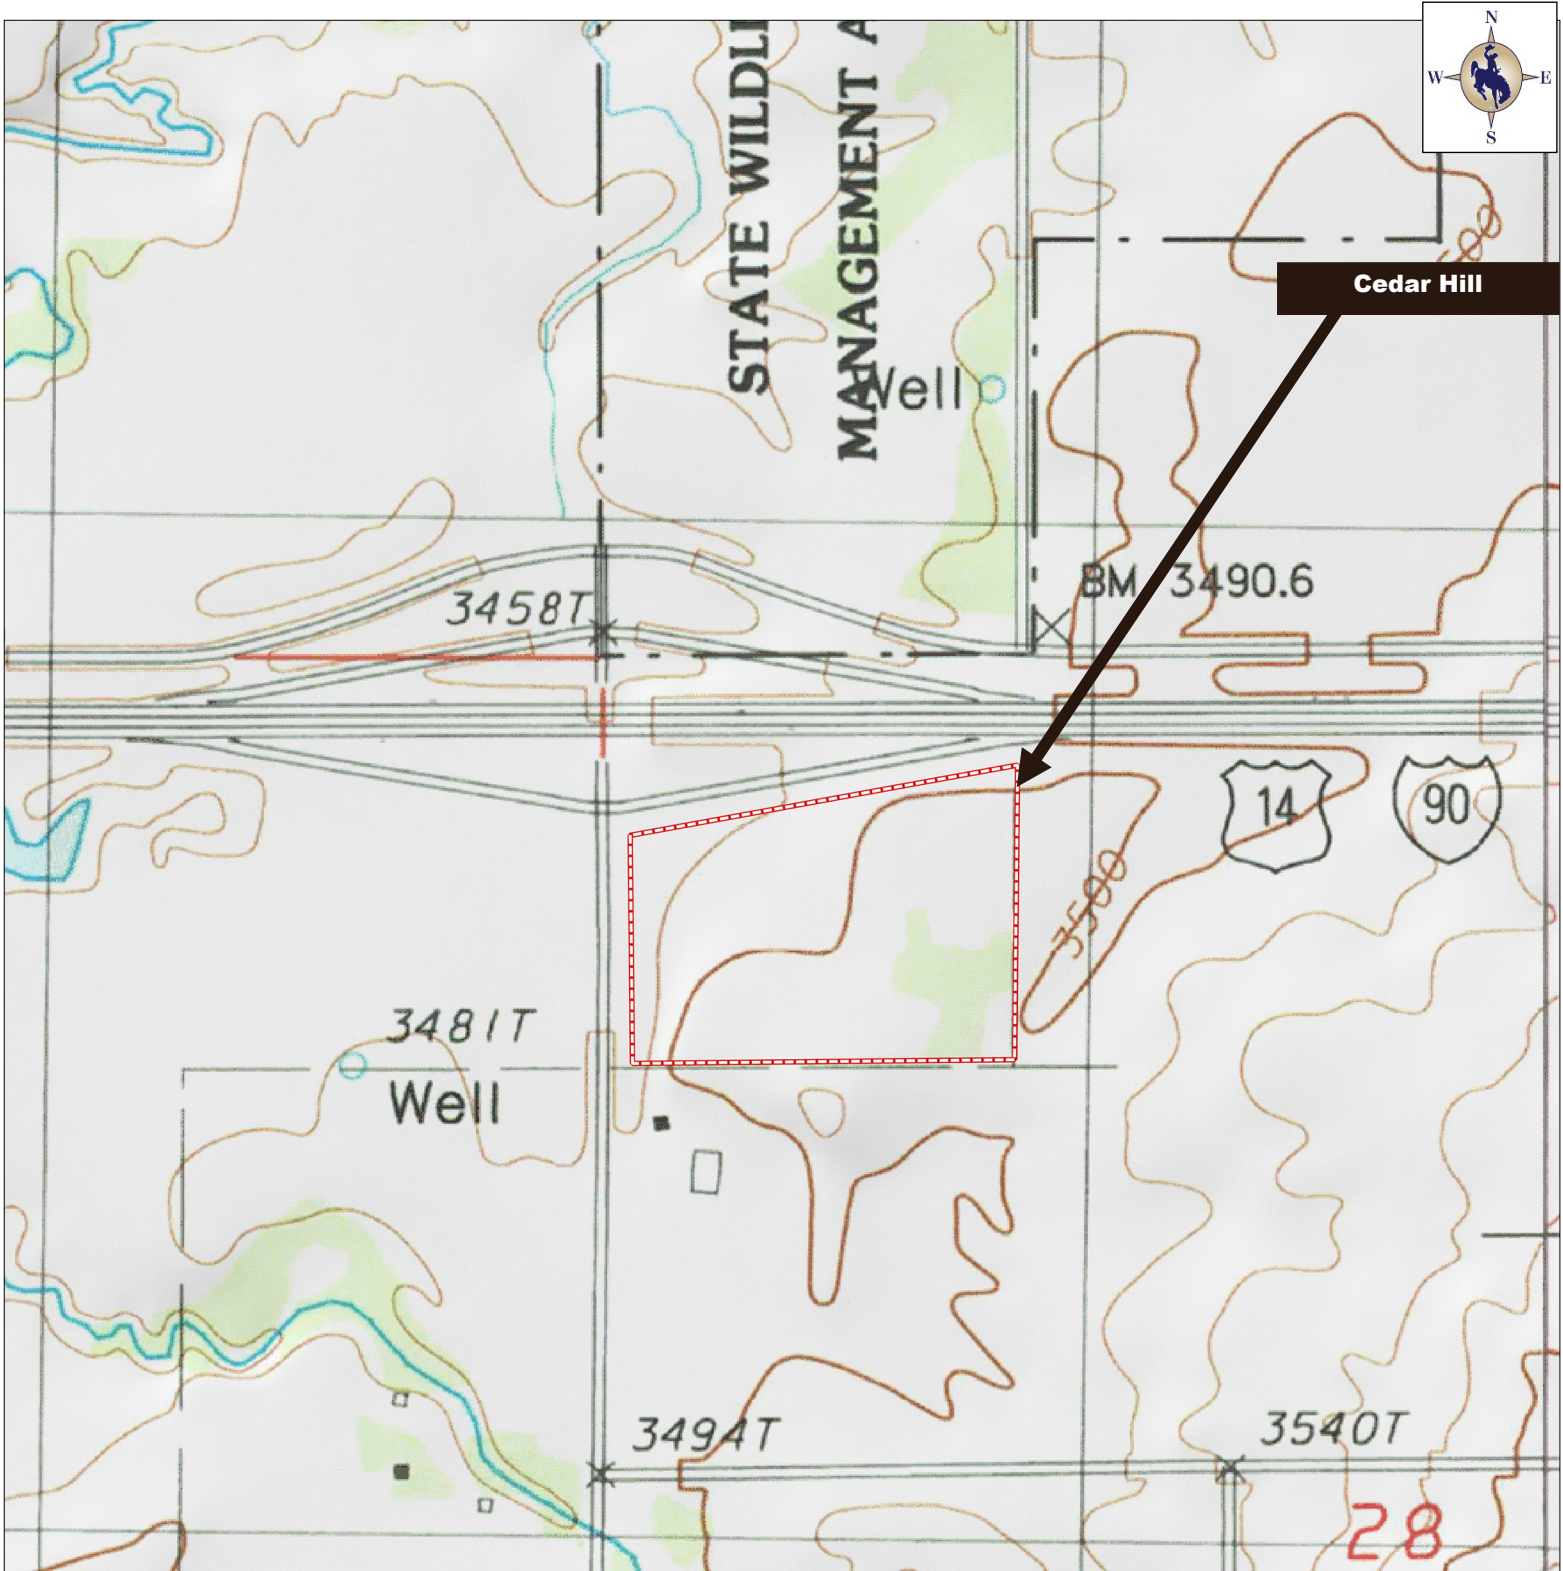 N
W E
S
STATE WILDLI
MANAGEMENT A
Cedar Hill
Well
BM 3490.6
3458T
14
90
3500
3481T
Well
3494T
3540T
28